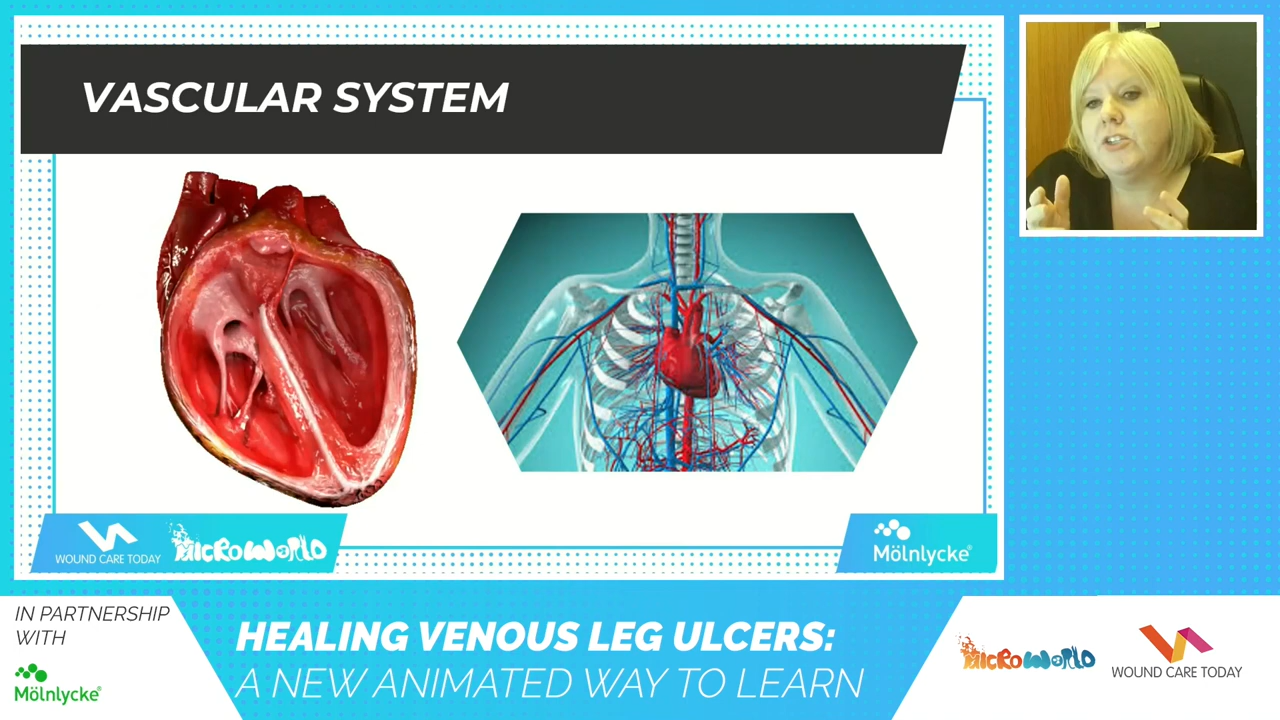 VASCULAR SYSTEM
WOUND CARE TODAY
MICROWORLD
Mölnlycke®
IN PARTNERSHIP
WITH
Mölnlycke®
HEALING VENOUS LEG ULCERS:
A NEW ANIMATED WAY TO LEARN
MICROWORLD
WOUND CARE TODAY